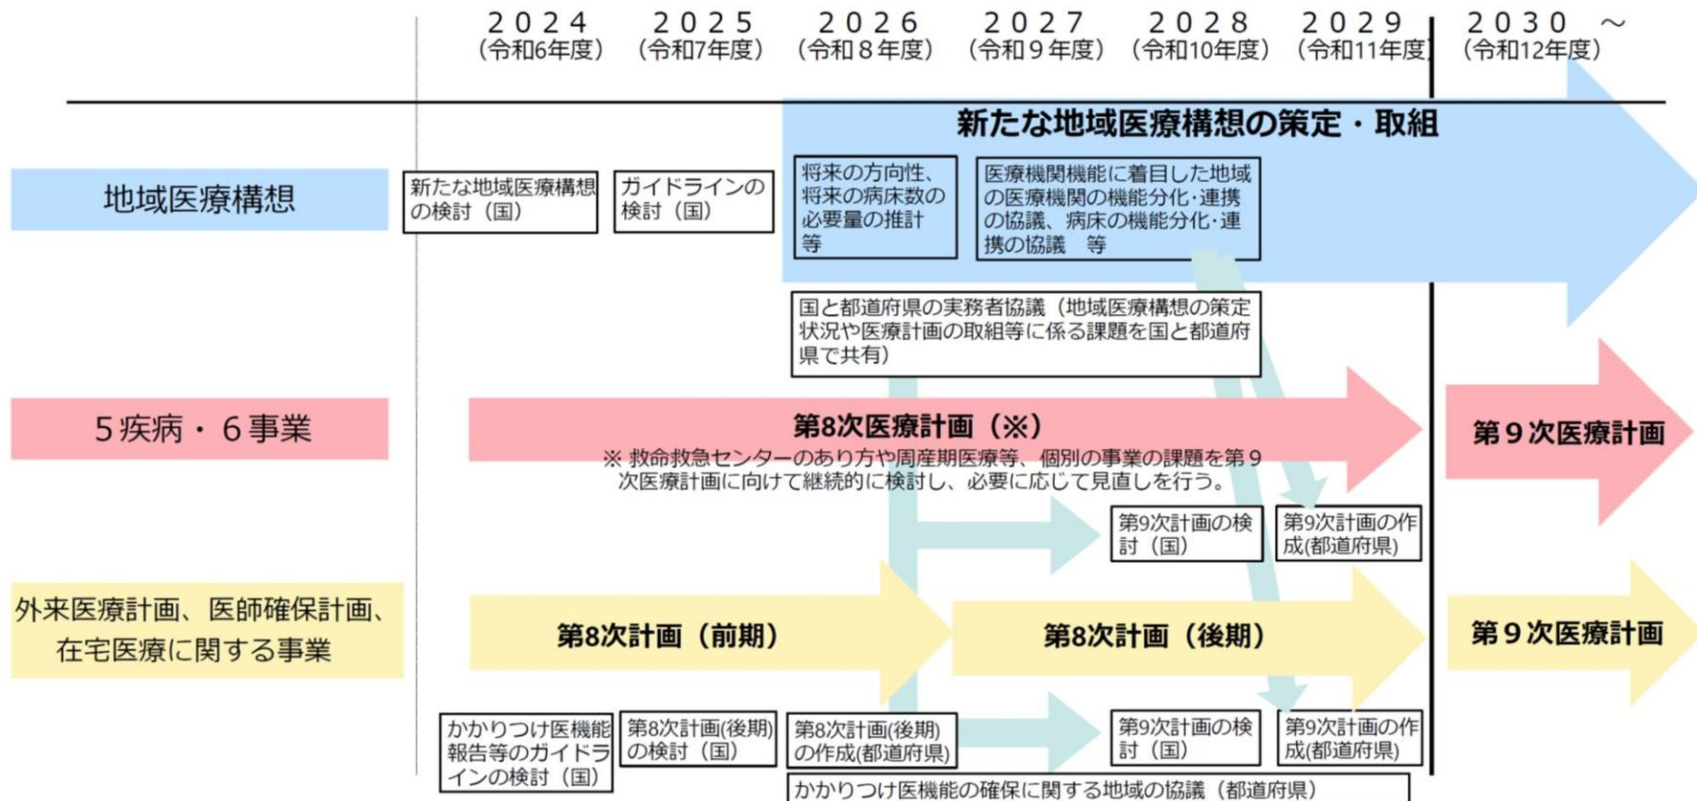 2024 2025 2026 2027 2028 2029 2030 ～
(令和6年度) (令和7年度) (令和8年度) (令和9年度) (令和10年度) (令和11年度) (令和12年度)
新たな地域医療構想の策定・取組
地域医療構想
新たな地域医療構想
の検討（国）
ガイドラインの
検討（国）
将来の方向性、
将来の病床数の
必要量の推計
等
医療機関機能に着目した地域
の医療機関の機能分化･連携
の協議、病床の機能分化･連
携の協議　等
国と都道府県の実務者協議（地域医療構想の策定
状況や医療計画の取組等に係る課題を国と都道府
県で共有）
５疾病・６事業
第8次医療計画（※）
※ 救命救急センターのあり方や周産期医療等、個別の事業の課題を第９
次医療計画に向けて継続的に検討し、必要に応じて見直しを行う。
第９次医療計画
第9次計画の検
討（国）
第9次計画の作
成(都道府県)
外来医療計画、医師確保計画、
在宅医療に関する事業
第8次計画（前期）
第8次計画（後期）
第９次医療計画
かかりつけ医機能
報告等のガイドラ
インの検討（国）
第8次計画(後期)
の検討（国）
第8次計画(後期)
の作成(都道府県)
第9次計画の検
討（国）
第9次計画の作
成(都道府県)
かかりつけ医機能の確保に関する地域の協議（都道府県）